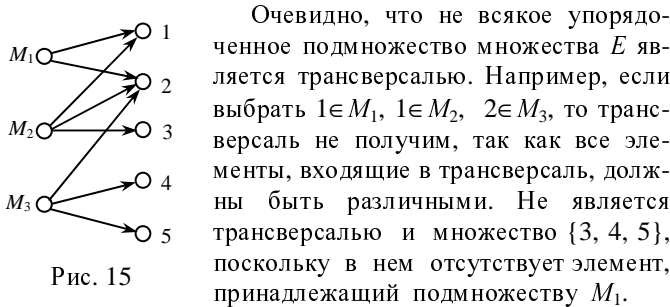 M1
M2
M3
1
2
3
4
5
Рис. 15
Очевидно, что не всякое упорядо-
ченное подмножество множества E яв-
ляется трансверсалью. Например, если
выбрать 1∈M1, 1∈M2, 2∈M3, то транс-
версаль не получим, так как все эле-
менты, входящие в трансверсаль, долж-
ны быть различными. Не является
трансверсалью и множество {3, 4, 5},
поскольку в нем отсутствует элемент,
принадлежащий подмножеству M1.